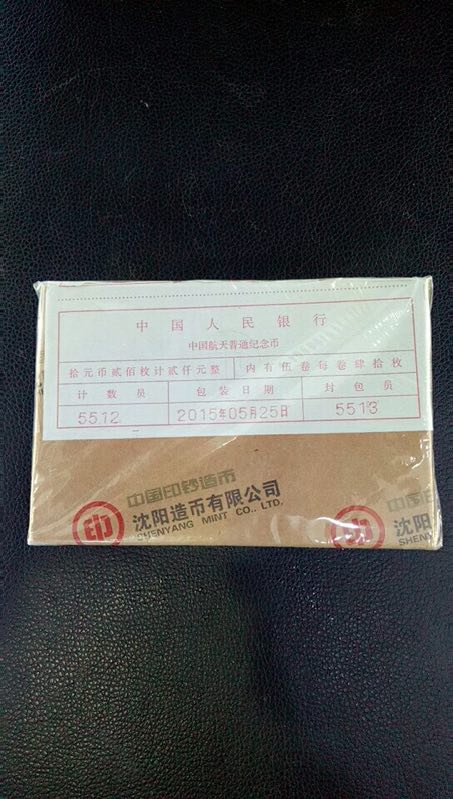 中国人民银行
中国航天普通纪念币
拾元币贰佰枚计贰仟元整 内有伍卷每卷肆拾枚
计数员 包装日期 封包员
5512 2015年05月25日 5513
中国印钞造币
沈阳造币有限公司
SHENYANG MINT CO., LTD.
印
沈阳造
SHENYANG
印